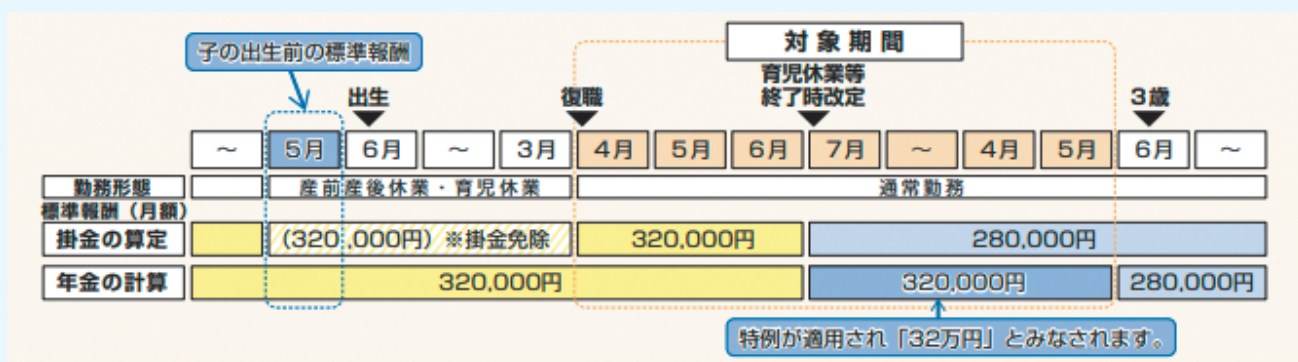 対象期間
子の出生前の標準報酬
育児休業等
出生 復職 終了時改定 3歳
～ 5月 6月 ～ 3月 4月 5月 6月 7月 ～ 4月 5月 6月 ～
勤務形態 産前産後休業・育児休業 通常勤務
標準報酬（月額）
掛金の算定 (320,000円) ※掛金免除 320,000円 280,000円
年金の計算 320,000円 320,000円 280,000円
特例が適用され「32万円」とみなされます。